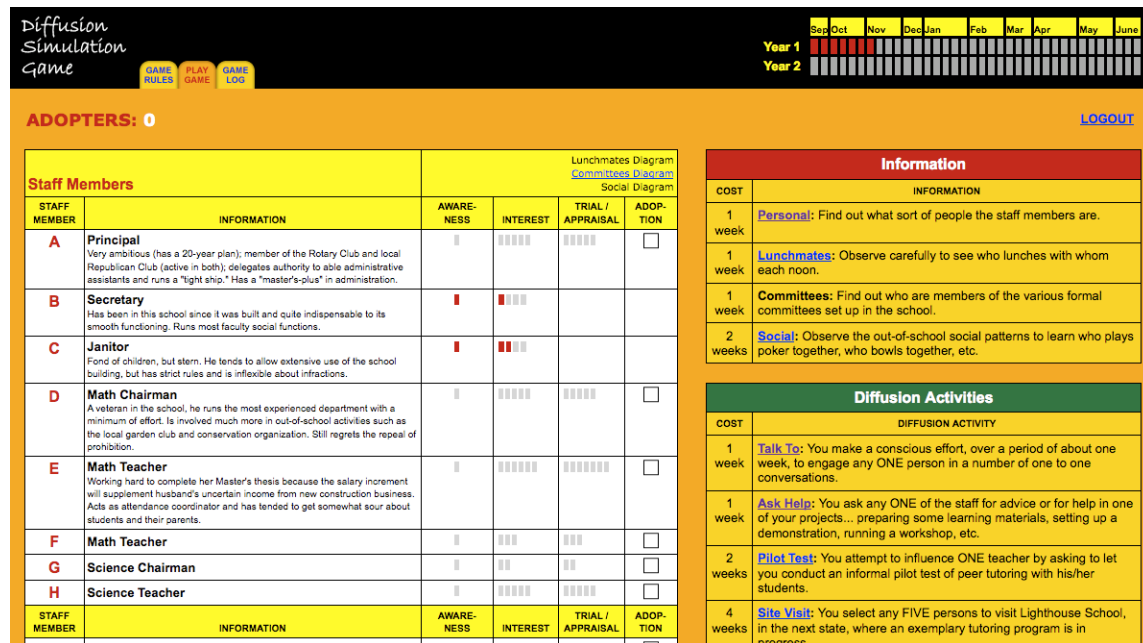 Diffusion
Simulation
Game
GAME RULES
PLAY GAME
GAME LOG
Sep Oct Nov Dec Jan Feb Mar Apr May June
Year 1
Year 2
ADOPTERS: 0
LOGOUT
Staff Members
Lunchmates Diagram
Committees Diagram
Social Diagram
STAFF MEMBER INFORMATION AWARE-NESS INTEREST TRIAL / APPRAISAL ADOP-TION
A Principal
Very ambitious (has a 20-year plan); member of the Rotary Club and local
Republican Club (active in both); delegates authority to able administrative
assistants and runs a "tight ship." Has a "master's-plus" in administration.
B Secretary
Has been in this school since it was built and quite indispensable to its
smooth functioning. Runs most faculty social functions.
C Janitor
Fond of children, but stern. He tends to allow extensive use of the school
building, but has strict rules and is inflexible about infractions.
D Math Chairman
A veteran in the school, he runs the most experienced department with a
minimum of effort. Is involved much more in out-of-school activities such as
the local garden club and conservation organization. Still regrets the repeal of
prohibition.
E Math Teacher
Working hard to complete her Master's thesis because the salary increment
will supplement husband's uncertain income from new construction business.
Acts as attendance coordinator and has tended to get somewhat sour about
students and their parents.
F Math Teacher
G Science Chairman
H Science Teacher
STAFF MEMBER INFORMATION AWARE-NESS INTEREST TRIAL / APPRAISAL ADOP-TION
Information
COST INFORMATION
1 week Personal: Find out what sort of people the staff members are.
1 week Lunchmates: Observe carefully to see who lunches with whom
each noon.
1 week Committees: Find out who are members of the various formal
committees set up in the school.
2 weeks Social: Observe the out-of-school social patterns to learn who plays
poker together, who bowls together, etc.
Diffusion Activities
COST DIFFUSION ACTIVITY
1 week Talk To: You make a conscious effort, over a period of about one
week, to engage any ONE person in a number of one to one
conversations.
1 week Ask Help: You ask any ONE of the staff for advice or for help in one
of your projects... preparing some learning materials, setting up a
demonstration, running a workshop, etc.
2 weeks Pilot Test: You attempt to influence ONE teacher by asking to let
you conduct an informal pilot test of peer tutoring with his/her
students.
4 weeks Site Visit: You select any FIVE persons to visit Lighthouse School,
in the next state, where an exemplary tutoring program is in
progress.